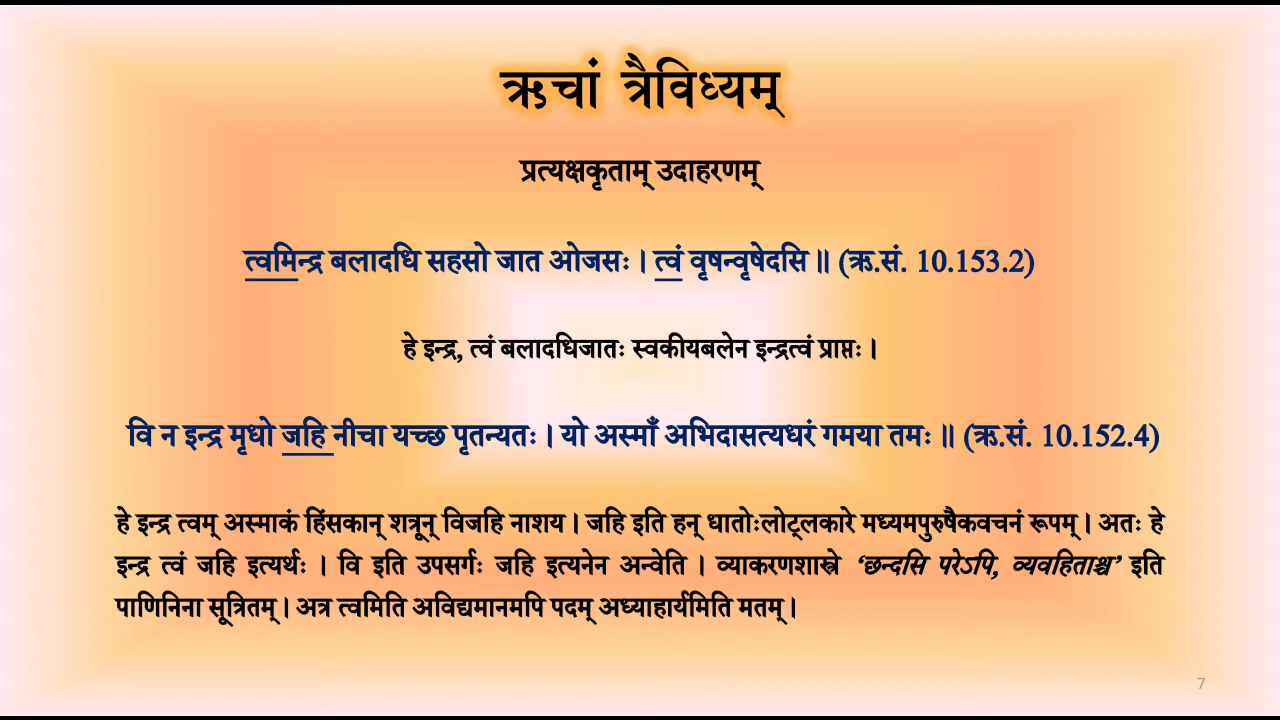 ऋचां त्रैविध्यम्
प्रत्यक्षकृताम् उदाहरणम्
त्वमिन्द्र बलादधि सहसो जात ओजसः । त्वं वृषन्वृषेदसि ॥ (ऋ.सं. 10.153.2)
हे इन्द्र, त्वं बलादधिजातः स्वकीयबलेन इन्द्रत्वं प्राप्तः ।
वि न इन्द्र मृधो जहि नीचा यच्छ पृतन्यतः । यो अस्माँ अभिदासत्यधरं गमया तमः ॥ (ऋ.सं. 10.152.4)
हे इन्द्र त्वम् अस्माकं हिंसकान् शत्रून् विजहि नाशय । जहि इति हन् धातोःलोट्लकारे मध्यमपुरुषैकवचनं रूपम् । अतः हे
इन्द्र त्वं जहि इत्यर्थः । वि इति उपसर्गः जहि इत्यनेन अन्वेति । व्याकरणशास्त्रे ‘छन्दसि परेऽपि, व्यवहिताश्च’ इति
पाणिनिना सूत्रितम् । अत्र त्वमिति अविद्यमानमपि पदम् अध्याहार्यमिति मतम् ।
7